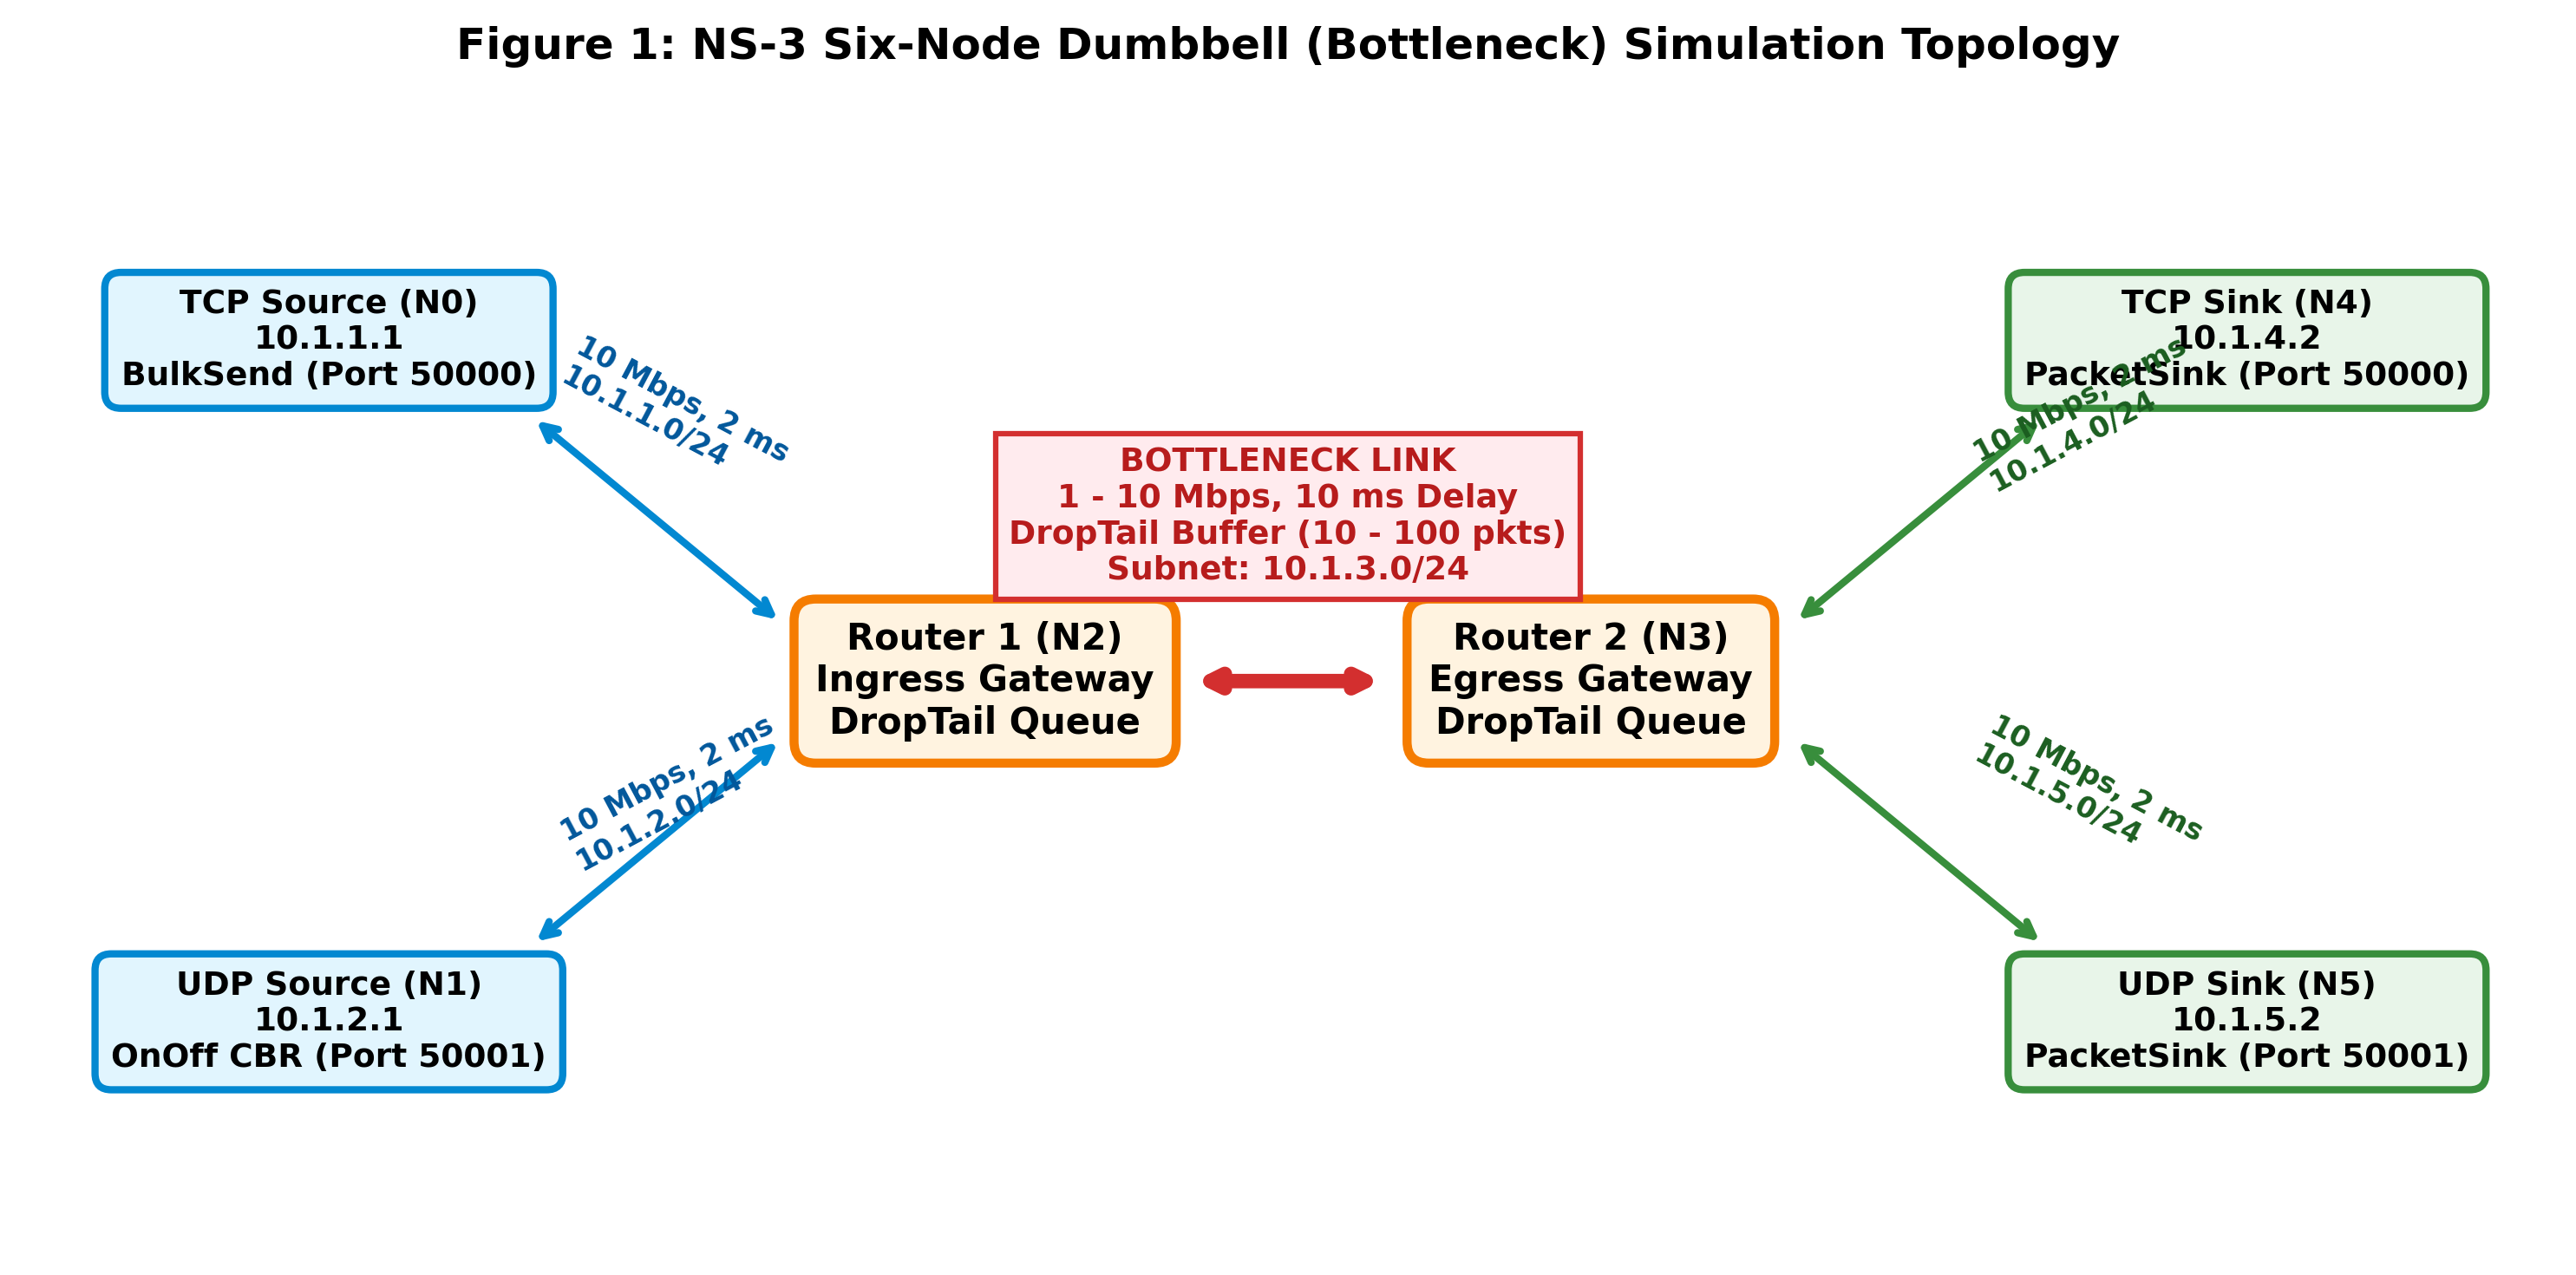 Figure 1: NS-3 Six-Node Dumbbell (Bottleneck) Simulation Topology
TCP Source (N0)
10.1.1.1
BulkSend (Port 50000)
10 Mbps, 2 ms
10.1.1.0/24
TCP Sink (N4)
10.1.4.2
PacketSink (Port 50000)
10 Mbps, 2 ms
10.1.4.0/24
BOTTLENECK LINK
1 - 10 Mbps, 10 ms Delay
DropTail Buffer (10 - 100 pkts)
Subnet: 10.1.3.0/24
Router 1 (N2)
Ingress Gateway
DropTail Queue
Router 2 (N3)
Egress Gateway
DropTail Queue
10 Mbps, 2 ms
10.1.2.0/24
10 Mbps, 2 ms
10.1.5.0/24
UDP Source (N1)
10.1.2.1
OnOff CBR (Port 50001)
UDP Sink (N5)
10.1.5.2
PacketSink (Port 50001)